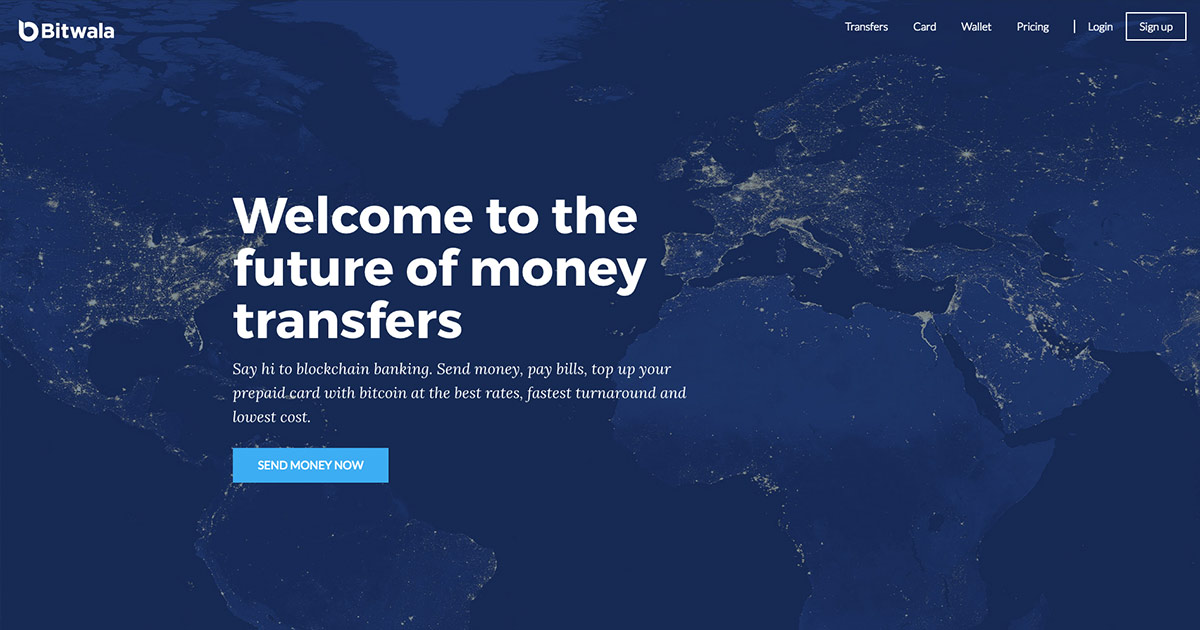 Bitwala
Transfers
Card
Wallet
Pricing
|
Login
Sign up
Welcome to the
future of money
transfers
Say hi to blockchain banking. Send money, pay bills, top up your
prepaid card with bitcoin at the best rates, fastest turnaround and
lowest cost.
SEND MONEY NOW